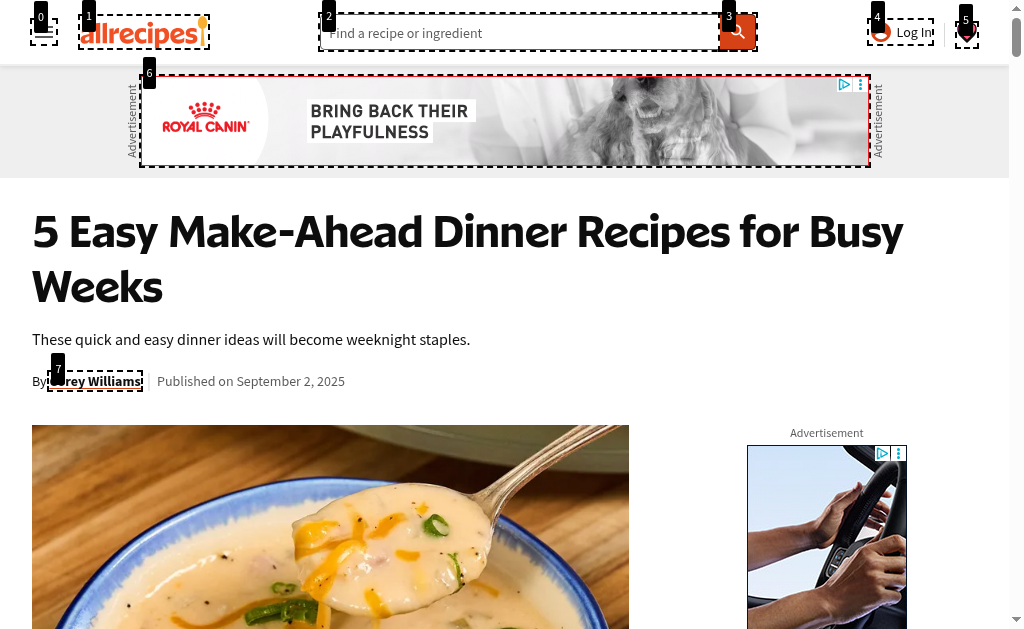 0
1
2
3
4
5
allrecipes
Find a recipe or ingredient
Log In
6
Advertisement
ROYAL CANIN
BRING BACK THEIR
PLAYFULNESS
Advertisement
5 Easy Make-Ahead Dinner Recipes for Busy
Weeks
These quick and easy dinner ideas will become weeknight staples.
7
By rey Williams
Published on September 2, 2025
Advertisement